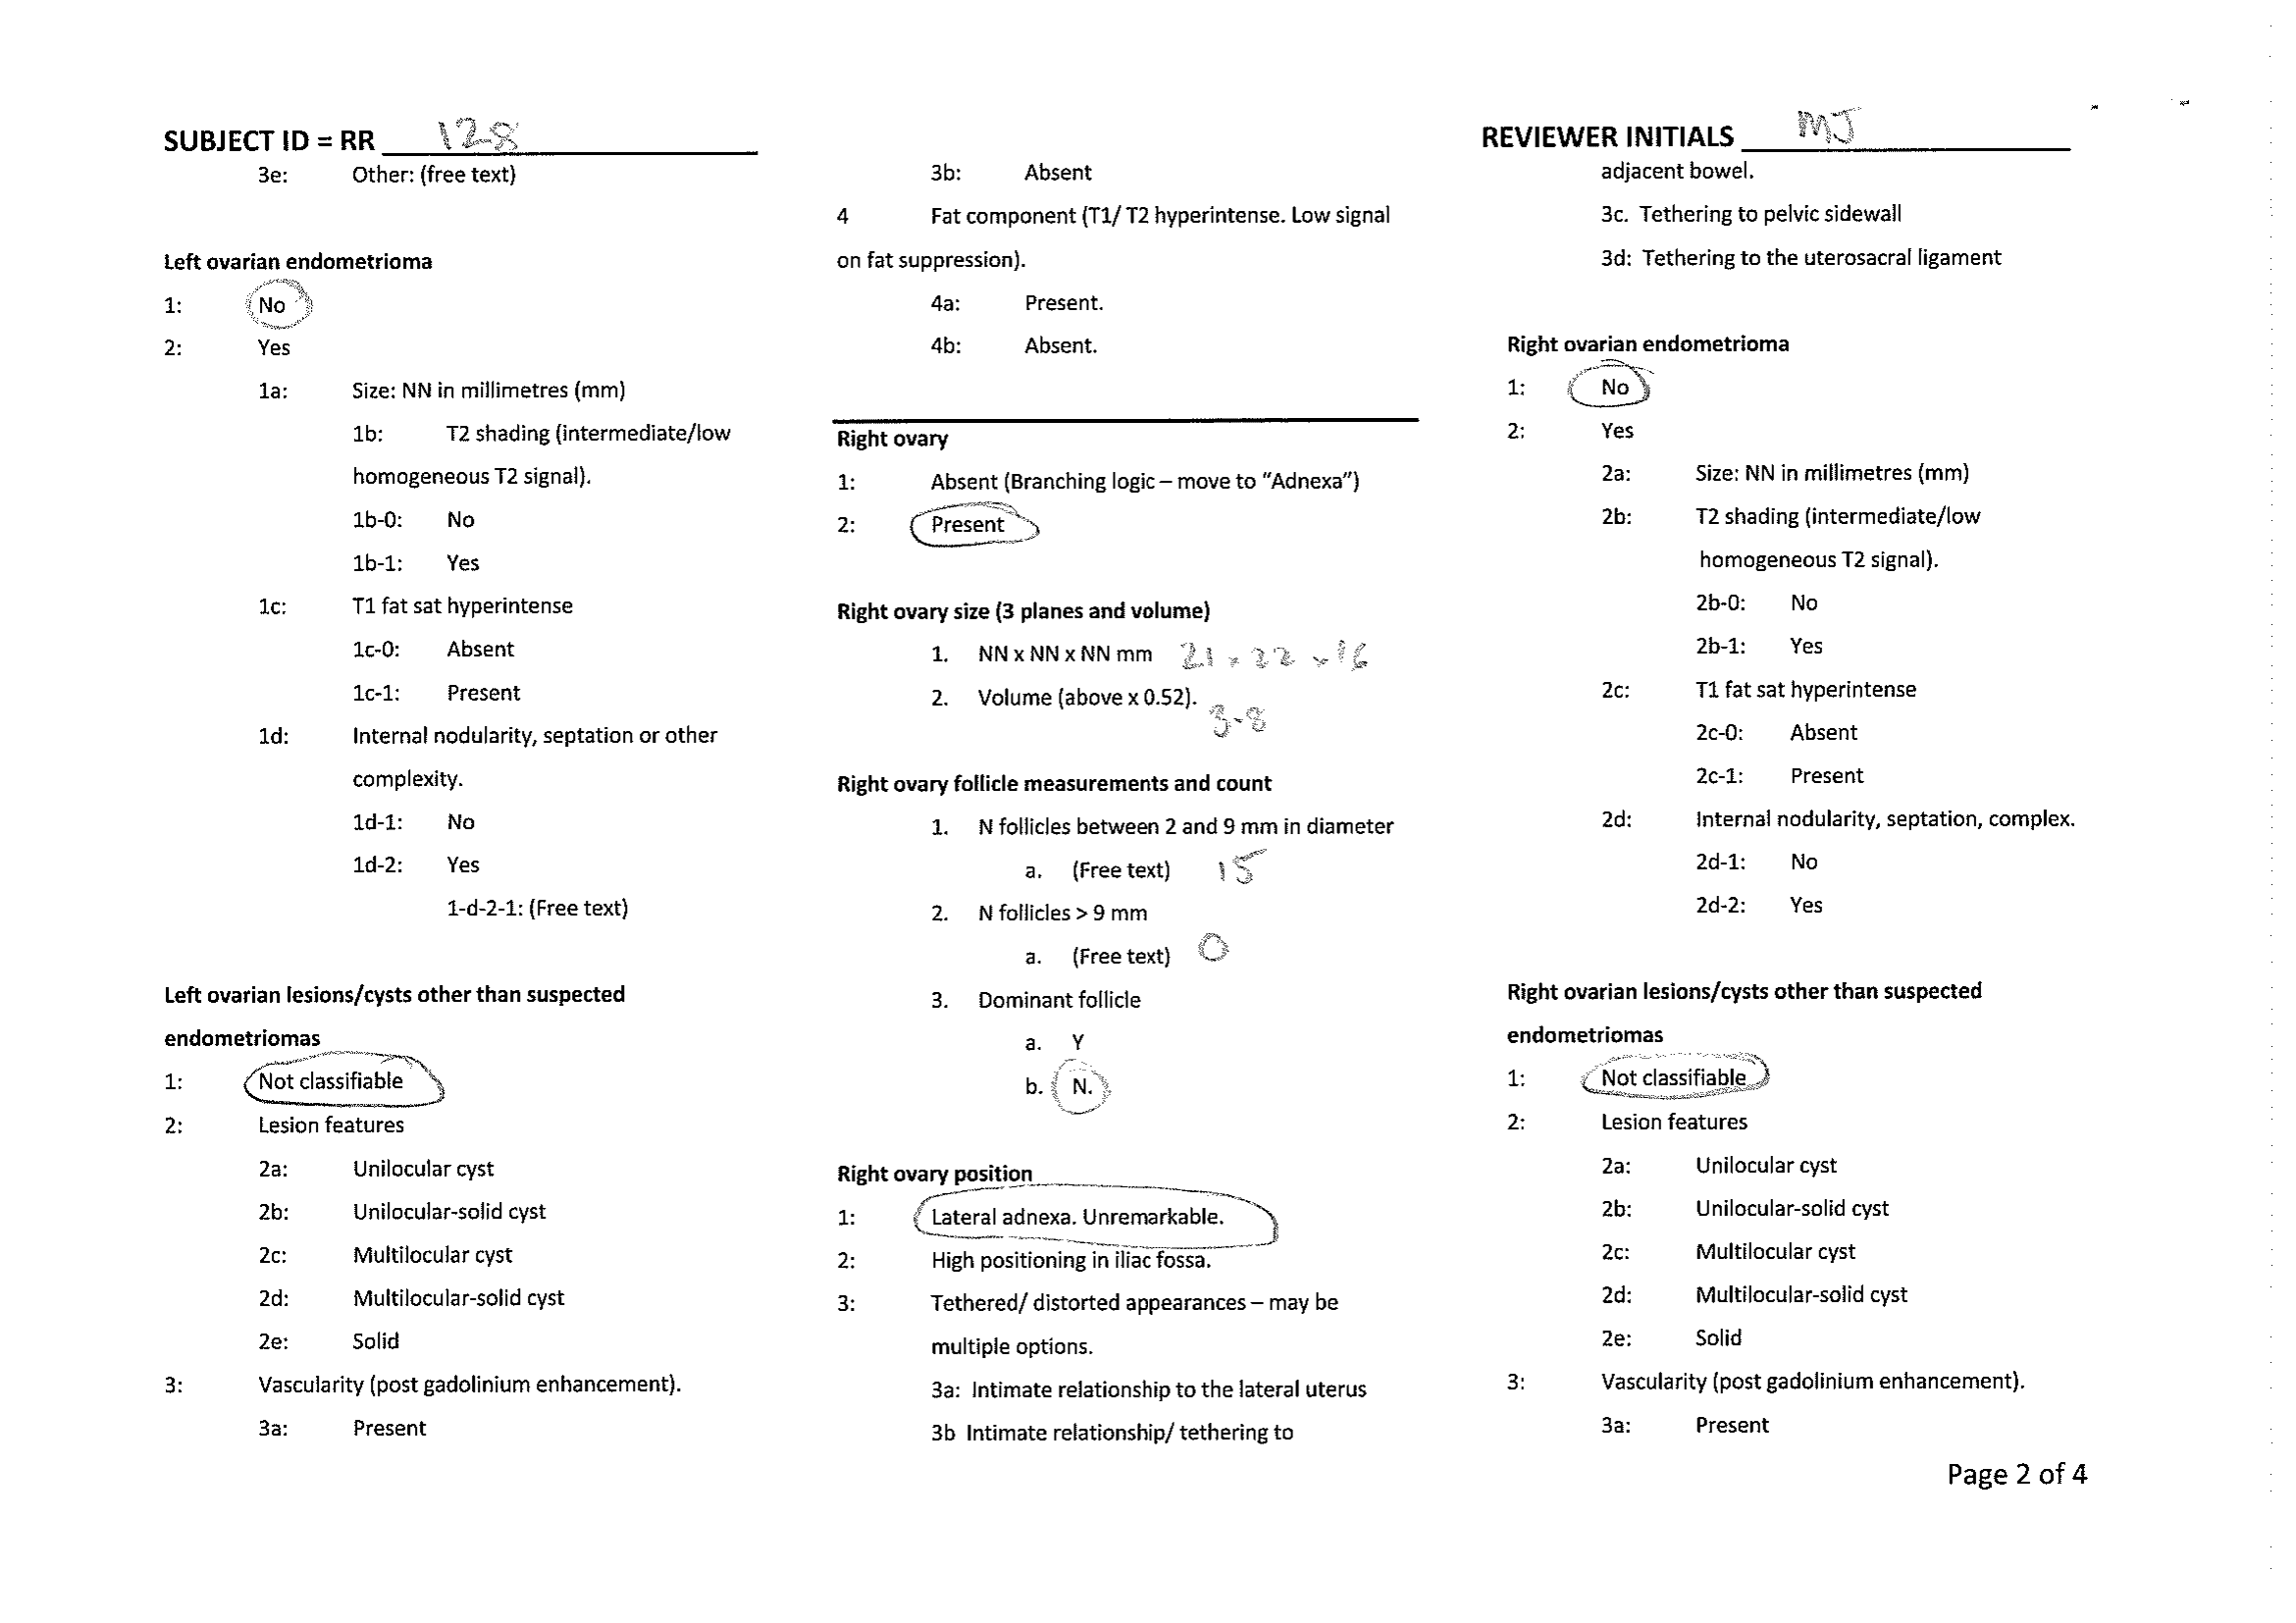 SUBJECT ID = RR 128
3e: Other: (free text)
Left ovarian endometrioma
1: No
2: Yes
1a: Size: NN in millimetres (mm)
1b: T2 shading (intermediate/low
homogeneous T2 signal).
1b-0: No
1b-1: Yes
1c: T1 fat sat hyperintense
1c-0: Absent
1c-1: Present
1d: Internal nodularity, septation or other
complexity.
1d-1: No
1d-2: Yes
1-d-2-1: (Free text)
Left ovarian lesions/cysts other than suspected
endometriomas
1: Not classifiable
2: Lesion features
2a: Unilocular cyst
2b: Unilocular-solid cyst
2c: Multilocular cyst
2d: Multilocular-solid cyst
2e: Solid
3: Vascularity (post gadolinium enhancement).
3a: Present
3b: Absent
4 Fat component (T1/ T2 hyperintense. Low signal
on fat suppression).
4a: Present.
4b: Absent.
Right ovary
1: Absent (Branching logic – move to "Adnexa")
2: Present
Right ovary size (3 planes and volume)
1. NN x NN x NN mm 21 x 22 x 16
2. Volume (above x 0.52).
3.8
Right ovary follicle measurements and count
1. N follicles between 2 and 9 mm in diameter
a. (Free text) 15
2. N follicles > 9 mm
a. (Free text) 0
3. Dominant follicle
a. Y
b. N.
Right ovary position
1: Lateral adnexa. Unremarkable.
2: High positioning in iliac fossa.
3: Tethered/ distorted appearances – may be
multiple options.
3a: Intimate relationship to the lateral uterus
3b Intimate relationship/ tethering to
REVIEWER INITIALS MJ
adjacent bowel.
3c. Tethering to pelvic sidewall
3d: Tethering to the uterosacral ligament
Right ovarian endometrioma
1: No
2: Yes
2a: Size: NN in millimetres (mm)
2b: T2 shading (intermediate/low
homogeneous T2 signal).
2b-0: No
2b-1: Yes
2c: T1 fat sat hyperintense
2c-0: Absent
2c-1: Present
2d: Internal nodularity, septation, complex.
2d-1: No
2d-2: Yes
Right ovarian lesions/cysts other than suspected
endometriomas
1: Not classifiable
2: Lesion features
2a: Unilocular cyst
2b: Unilocular-solid cyst
2c: Multilocular cyst
2d: Multilocular-solid cyst
2e: Solid
3: Vascularity (post gadolinium enhancement).
3a: Present
Page 2 of 4